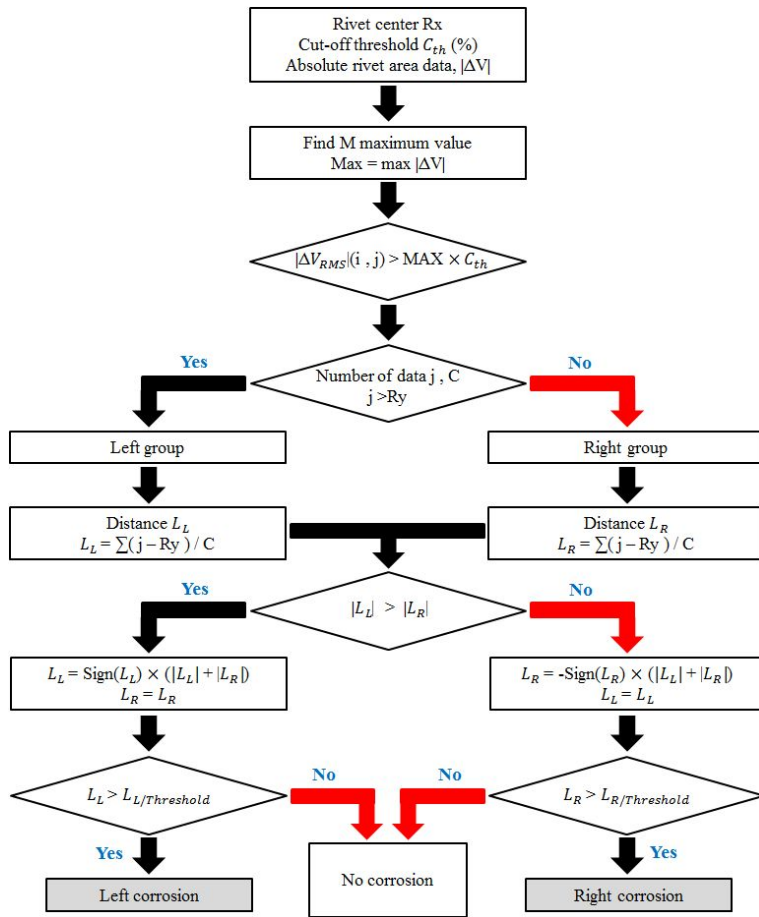 Rivet center Rx
Cut-off threshold C_th (%)
Absolute rivet area data, |ΔV|
Find M maximum value
Max = max |ΔV|
|ΔV_RMS|(i , j) > MAX × C_th
Yes
Number of data j , C
j >Ry
No
Left group
Right group
Distance L_L
L_L = ∑( j – Ry ) / C
Distance L_R
L_R = ∑( j – Ry ) / C
Yes
|L_L| > |L_R|
No
L_L = Sign(L_L) × (|L_L| + |L_R|)
L_R = L_R
L_R = -Sign(L_R) × (|L_L| + |L_R|)
L_L = L_L
L_L > L_L/Threshold
No
No
L_R > L_R/Threshold
Yes
Yes
Left corrosion
No corrosion
Right corrosion